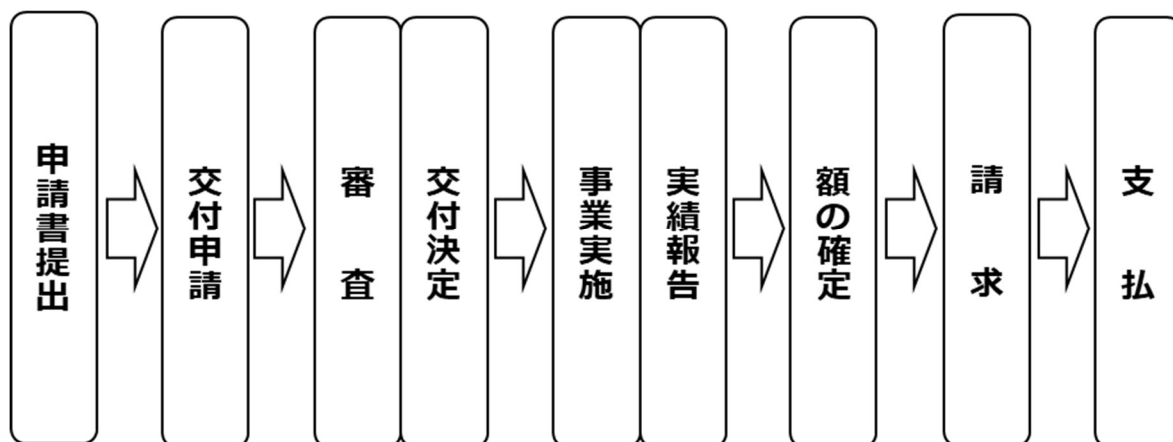 申請書提出
交付申請
審査
交付決定
事業実施
実績報告
額の確定
請求
支払